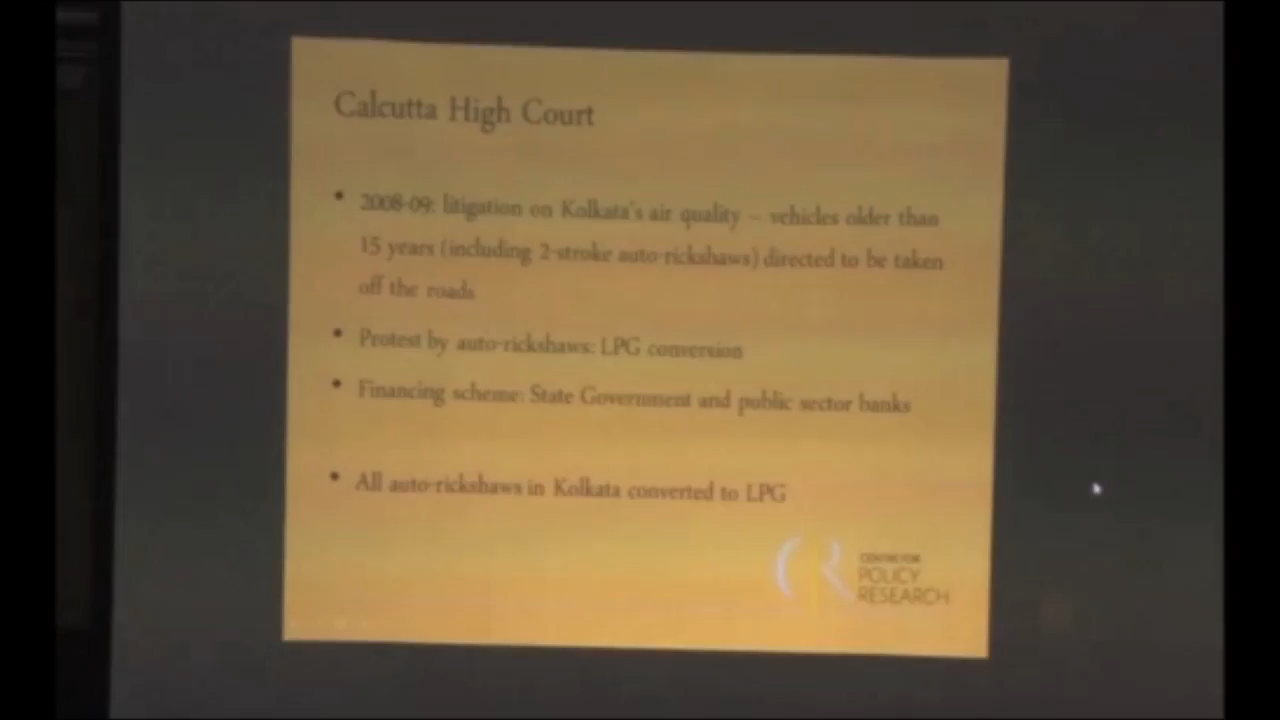 Calcutta High Court
• 2008-09: litigation on Kolkata's air quality – vehicles older than
15 years (including 2-stroke auto-rickshaws) directed to be taken
off the roads
• Protest by auto-rickshaws: LPG conversion
• Financing scheme: State Government and public sector banks
• All auto-rickshaws in Kolkata converted to LPG
CENTRE FOR
POLICY
RESEARCH